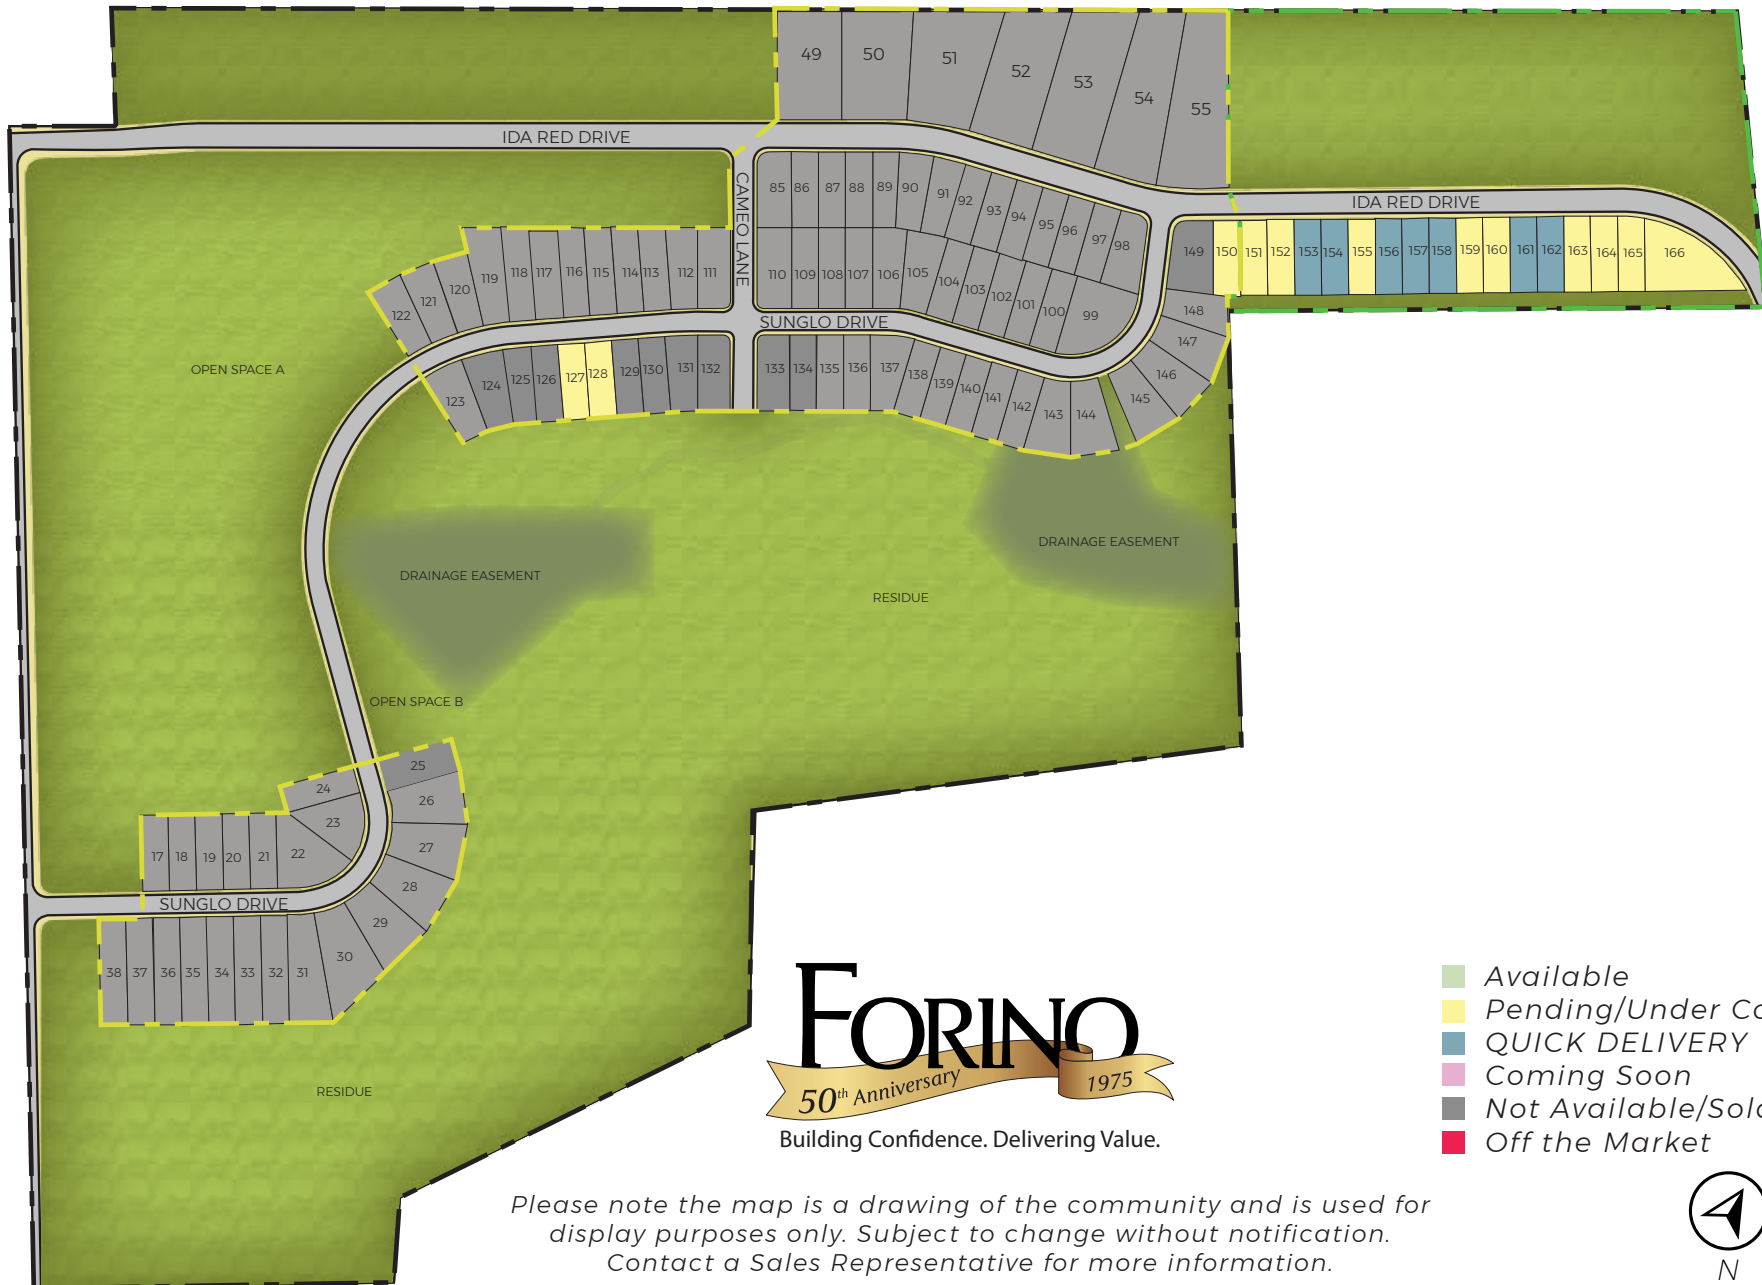 49 50 51 52 53 54 55
IDA RED DRIVE
CAMEO LANE
85 86 87 88 89 90 91 92 93 94 95 96 97 98
IDA RED DRIVE
149 150 151 152 153 154 155 156 157 158 159 160 161 162 163 164 165 166
122 121 120 119 118 117 116 115 114 113 112 111
110 109 108 107 106 105 104 103 102 101 100 99
148
147
146
145
SUNGLO DRIVE
OPEN SPACE A
123 124 125 126 127 128 129 130 131 132
133 134 135 136 137 138 139 140 141 142 143 144
DRAINAGE EASEMENT
DRAINAGE EASEMENT
RESIDUE
OPEN SPACE B
25
24
26
23
27
17 18 19 20 21 22
28
SUNGLO DRIVE
29
38 37 36 35 34 33 32 31 30
RESIDUE
FORINO
50th Anniversary 1975
Building Confidence. Delivering Value.
Available
Pending/Under Co
QUICK DELIVERY
Coming Soon
Not Available/Sol
Off the Market
Please note the map is a drawing of the community and is used for
display purposes only. Subject to change without notification.
Contact a Sales Representative for more information.
N